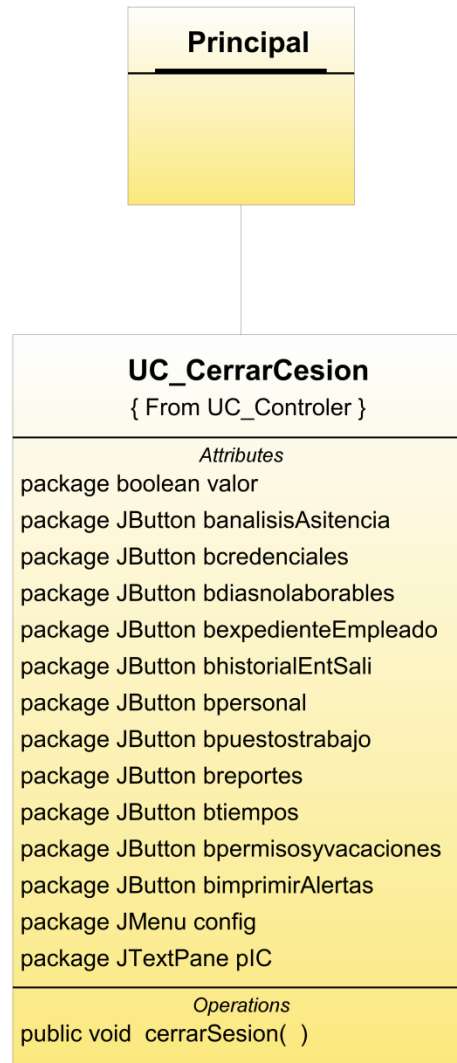 Principal
UC_CerrarCesion
{ From UC_Controler }
Attributes
package boolean valor
package JButton banalisisAsitencia
package JButton bcredenciales
package JButton bdiasnolaborables
package JButton bexpedienteEmpleado
package JButton bhistorialEntSali
package JButton bpersonal
package JButton bpuestostrabajo
package JButton breportes
package JButton btiempos
package JButton bpermisosyvacaciones
package JButton bimprimirAlertas
package JMenu config
package JTextPane pIC
Operations
public void cerrarSesion( )